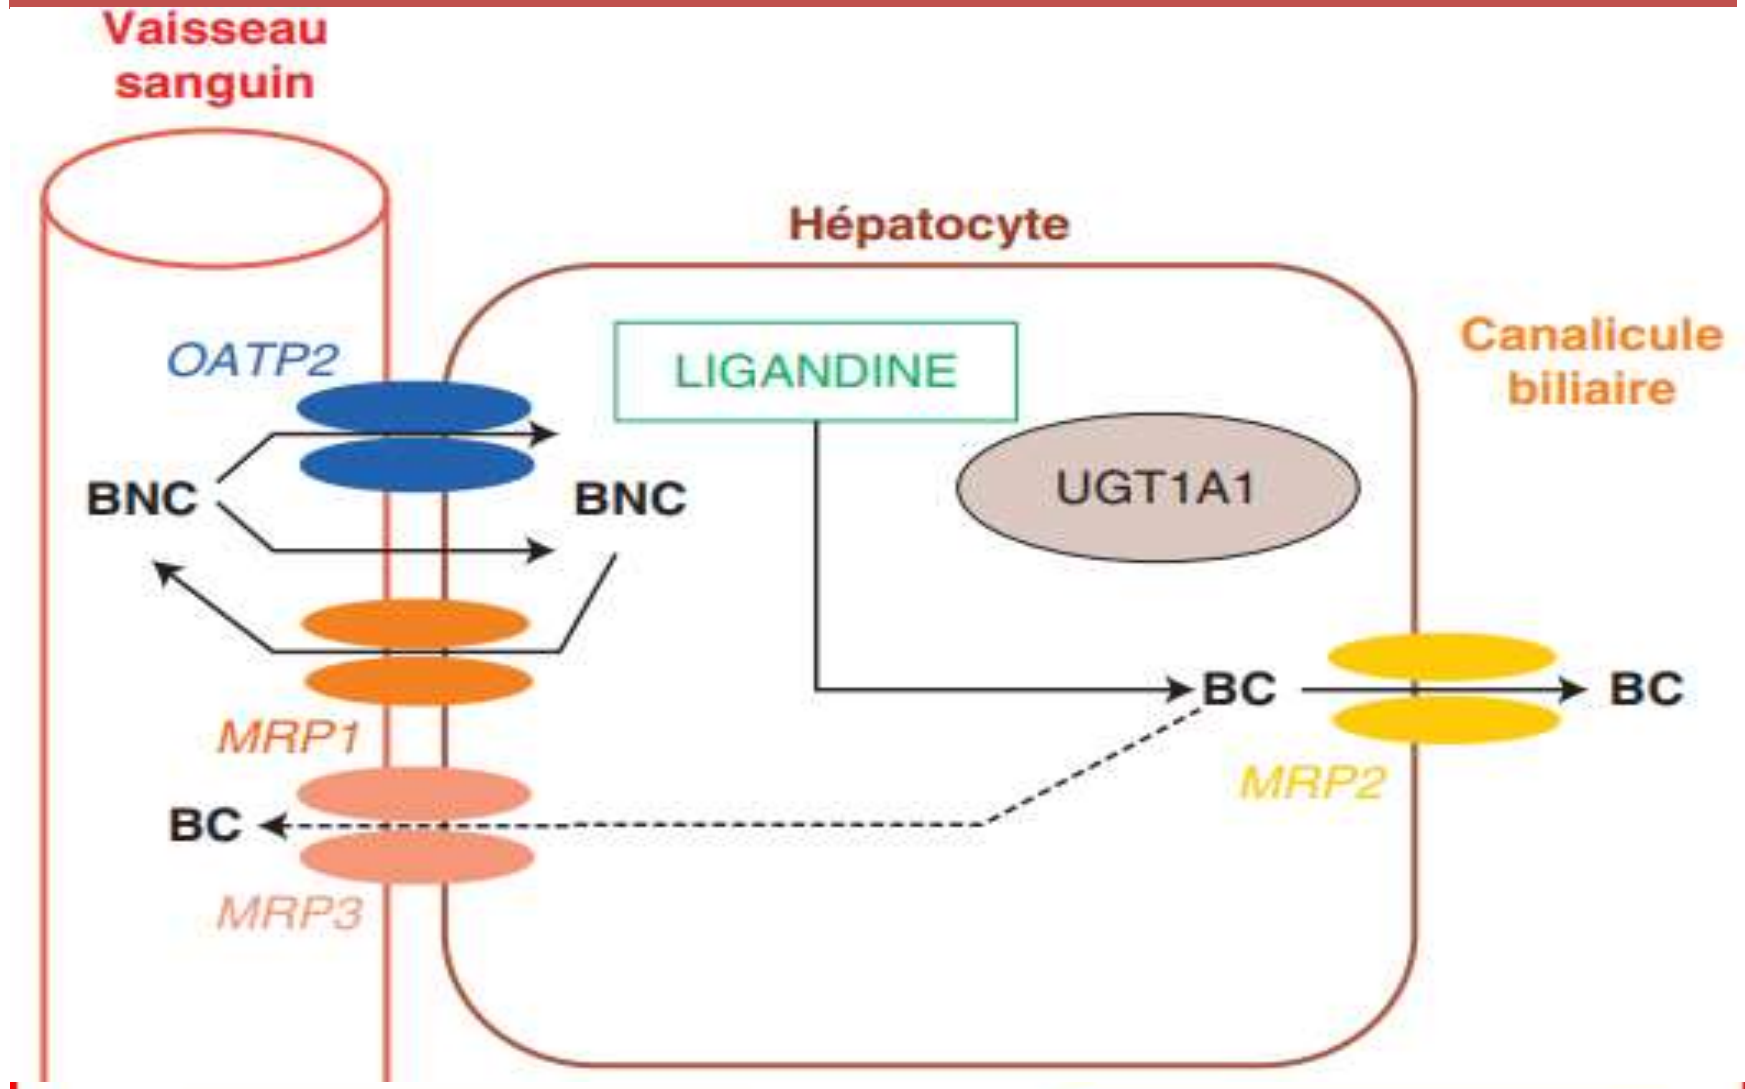 Vaisseau
sanguin
Hépatocyte
Canalicule
biliaire
OATP2
LIGANDINE
UGT1A1
BNC
BNC
BC
BC
MRP1
MRP2
BC
MRP3